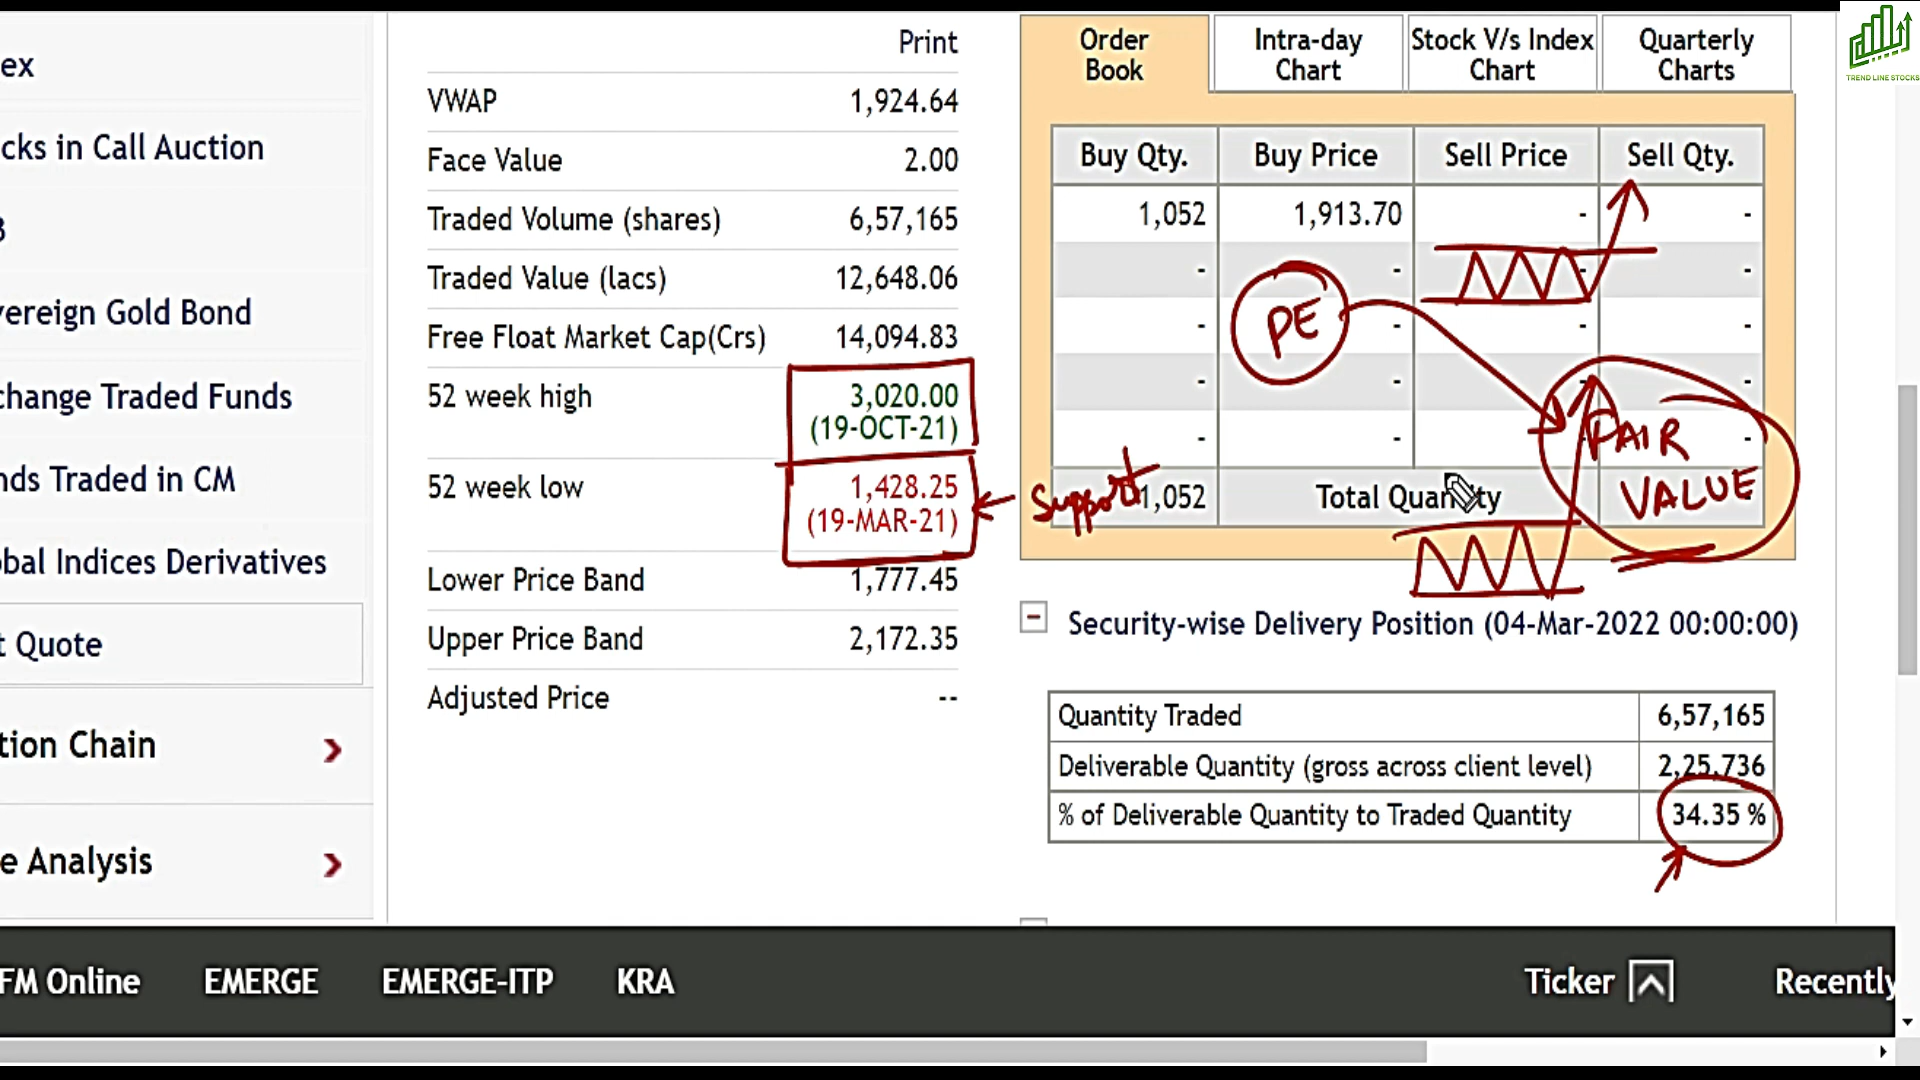 TREND LINE STOCKS
ex
cks in Call Auction
vereign Gold Bond
change Traded Funds
nds Traded in CM
obal Indices Derivatives
t Quote
tion Chain
e Analysis
Print
VWAP 1,924.64
Face Value 2.00
Traded Volume (shares) 6,57,165
Traded Value (lacs) 12,648.06
Free Float Market Cap(Crs) 14,094.83
52 week high 3,020.00
(19-OCT-21)
52 week low 1,428.25
(19-MAR-21)
Lower Price Band 1,777.45
Upper Price Band 2,172.35
Adjusted Price --
Support
Order Book
Intra-day Chart
Stock V/s Index Chart
Quarterly Charts
Buy Qty. Buy Price Sell Price Sell Qty.
1,052 1,913.70 - -
- - - -
- - - -
- - - -
- - - -
1,052 Total Quantity
PE
FAIR
VALUE
- Security-wise Delivery Position (04-Mar-2022 00:00:00)
Quantity Traded 6,57,165
Deliverable Quantity (gross across client level) 2,25,736
% of Deliverable Quantity to Traded Quantity 34.35 %
FM Online EMERGE EMERGE-ITP KRA Ticker Recently